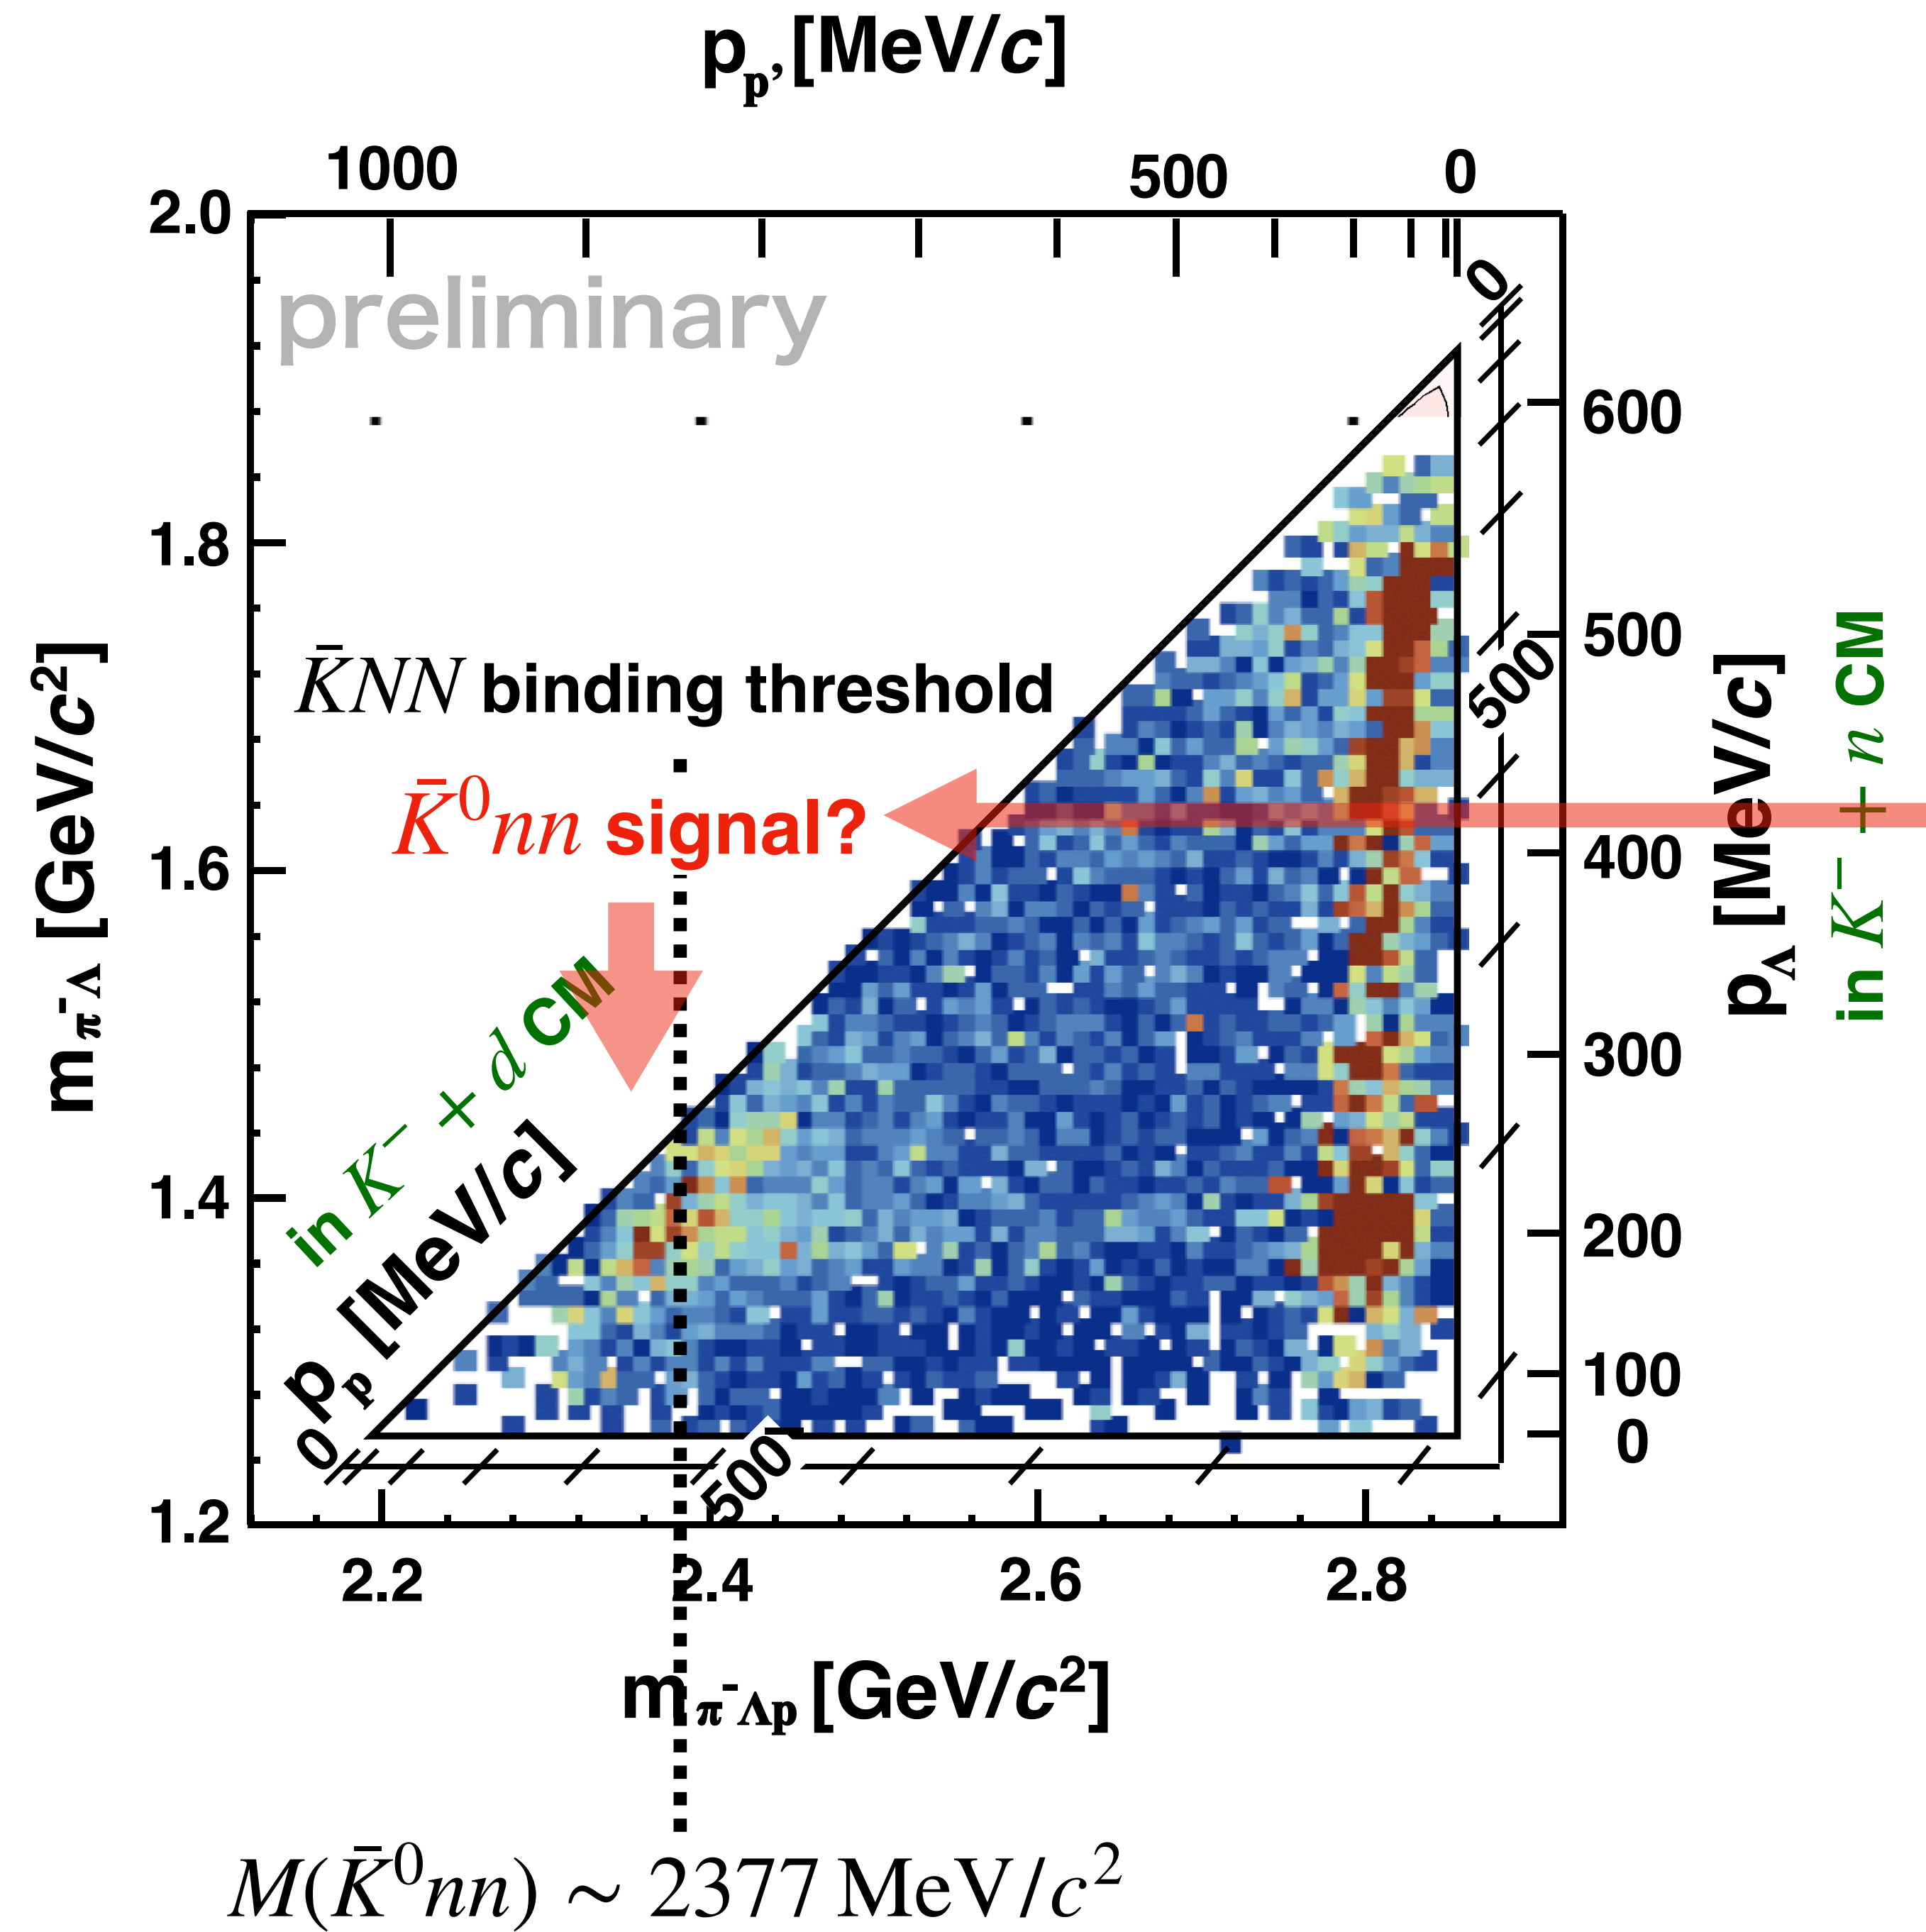 p_p', [MeV/c]
1000 500 0
2.0
1.8
1.6
1.4
1.2
m_π⁻Λ [GeV/c²]
preliminary
K̄NN binding threshold
K̄⁰nn signal?
in K⁻ + d CM
p_p [MeV/c]
0
500
0
500
600
500
400
300
200
100
0
p_Λ [MeV/c]
in K⁻ + n CM
2.2 2.4 2.6 2.8
m_π⁻Λp [GeV/c²]
M(K̄⁰nn) ~ 2377 MeV/c²